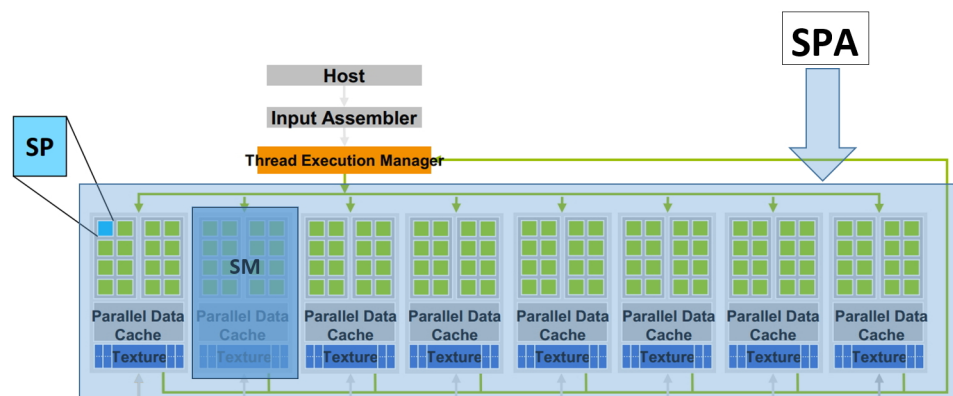 SPA
Host
Input Assembler
SP
Thread Execution Manager
SM
Parallel Data
Cache
Texture
Parallel Data
Cache
Texture
Parallel Data
Cache
Texture
Parallel Data
Cache
Texture
Parallel Data
Cache
Texture
Parallel Data
Cache
Texture
Parallel Data
Cache
Texture
Parallel Data
Cache
Texture